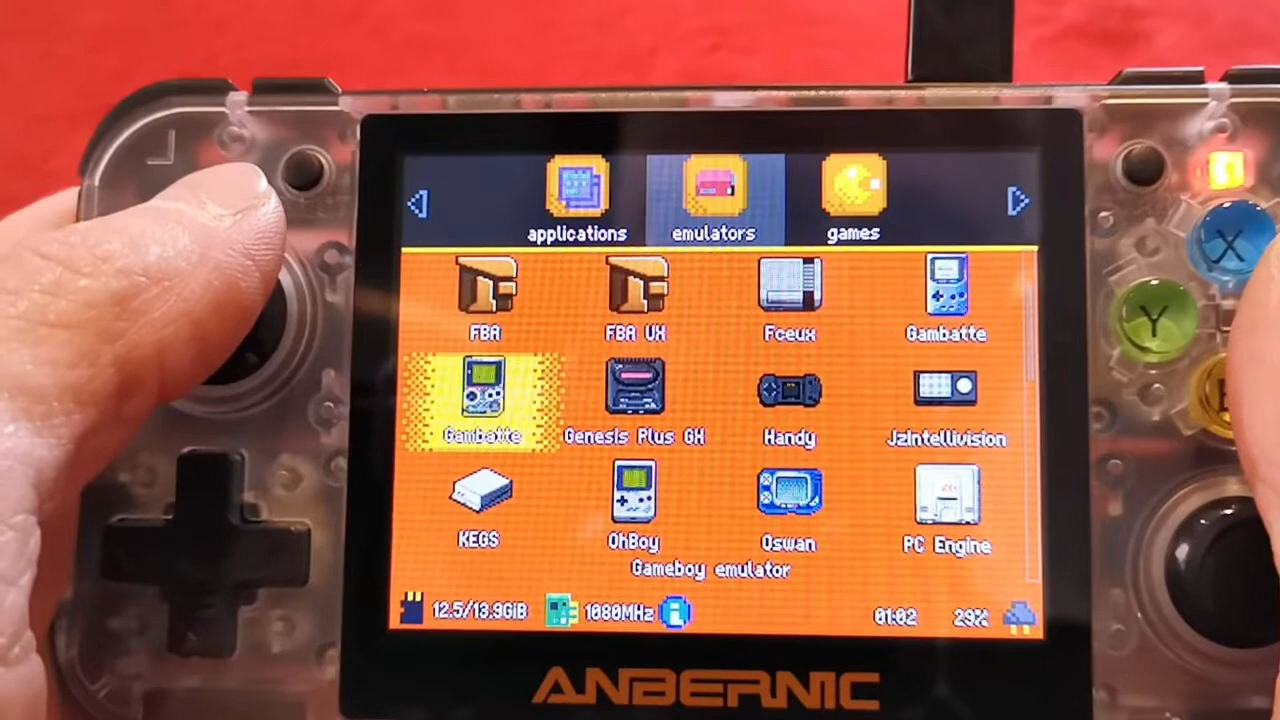 applications emulators games
FBA FBA VX Fceux Gambatte
Gambatte Genesis Plus GX Handy JzIntellivision
KEGS OhBoy Oswan PC Engine
Gameboy emulator
12.5/13.9GiB 1080MHz 01:02 29%
X
Y
ANBERNIC